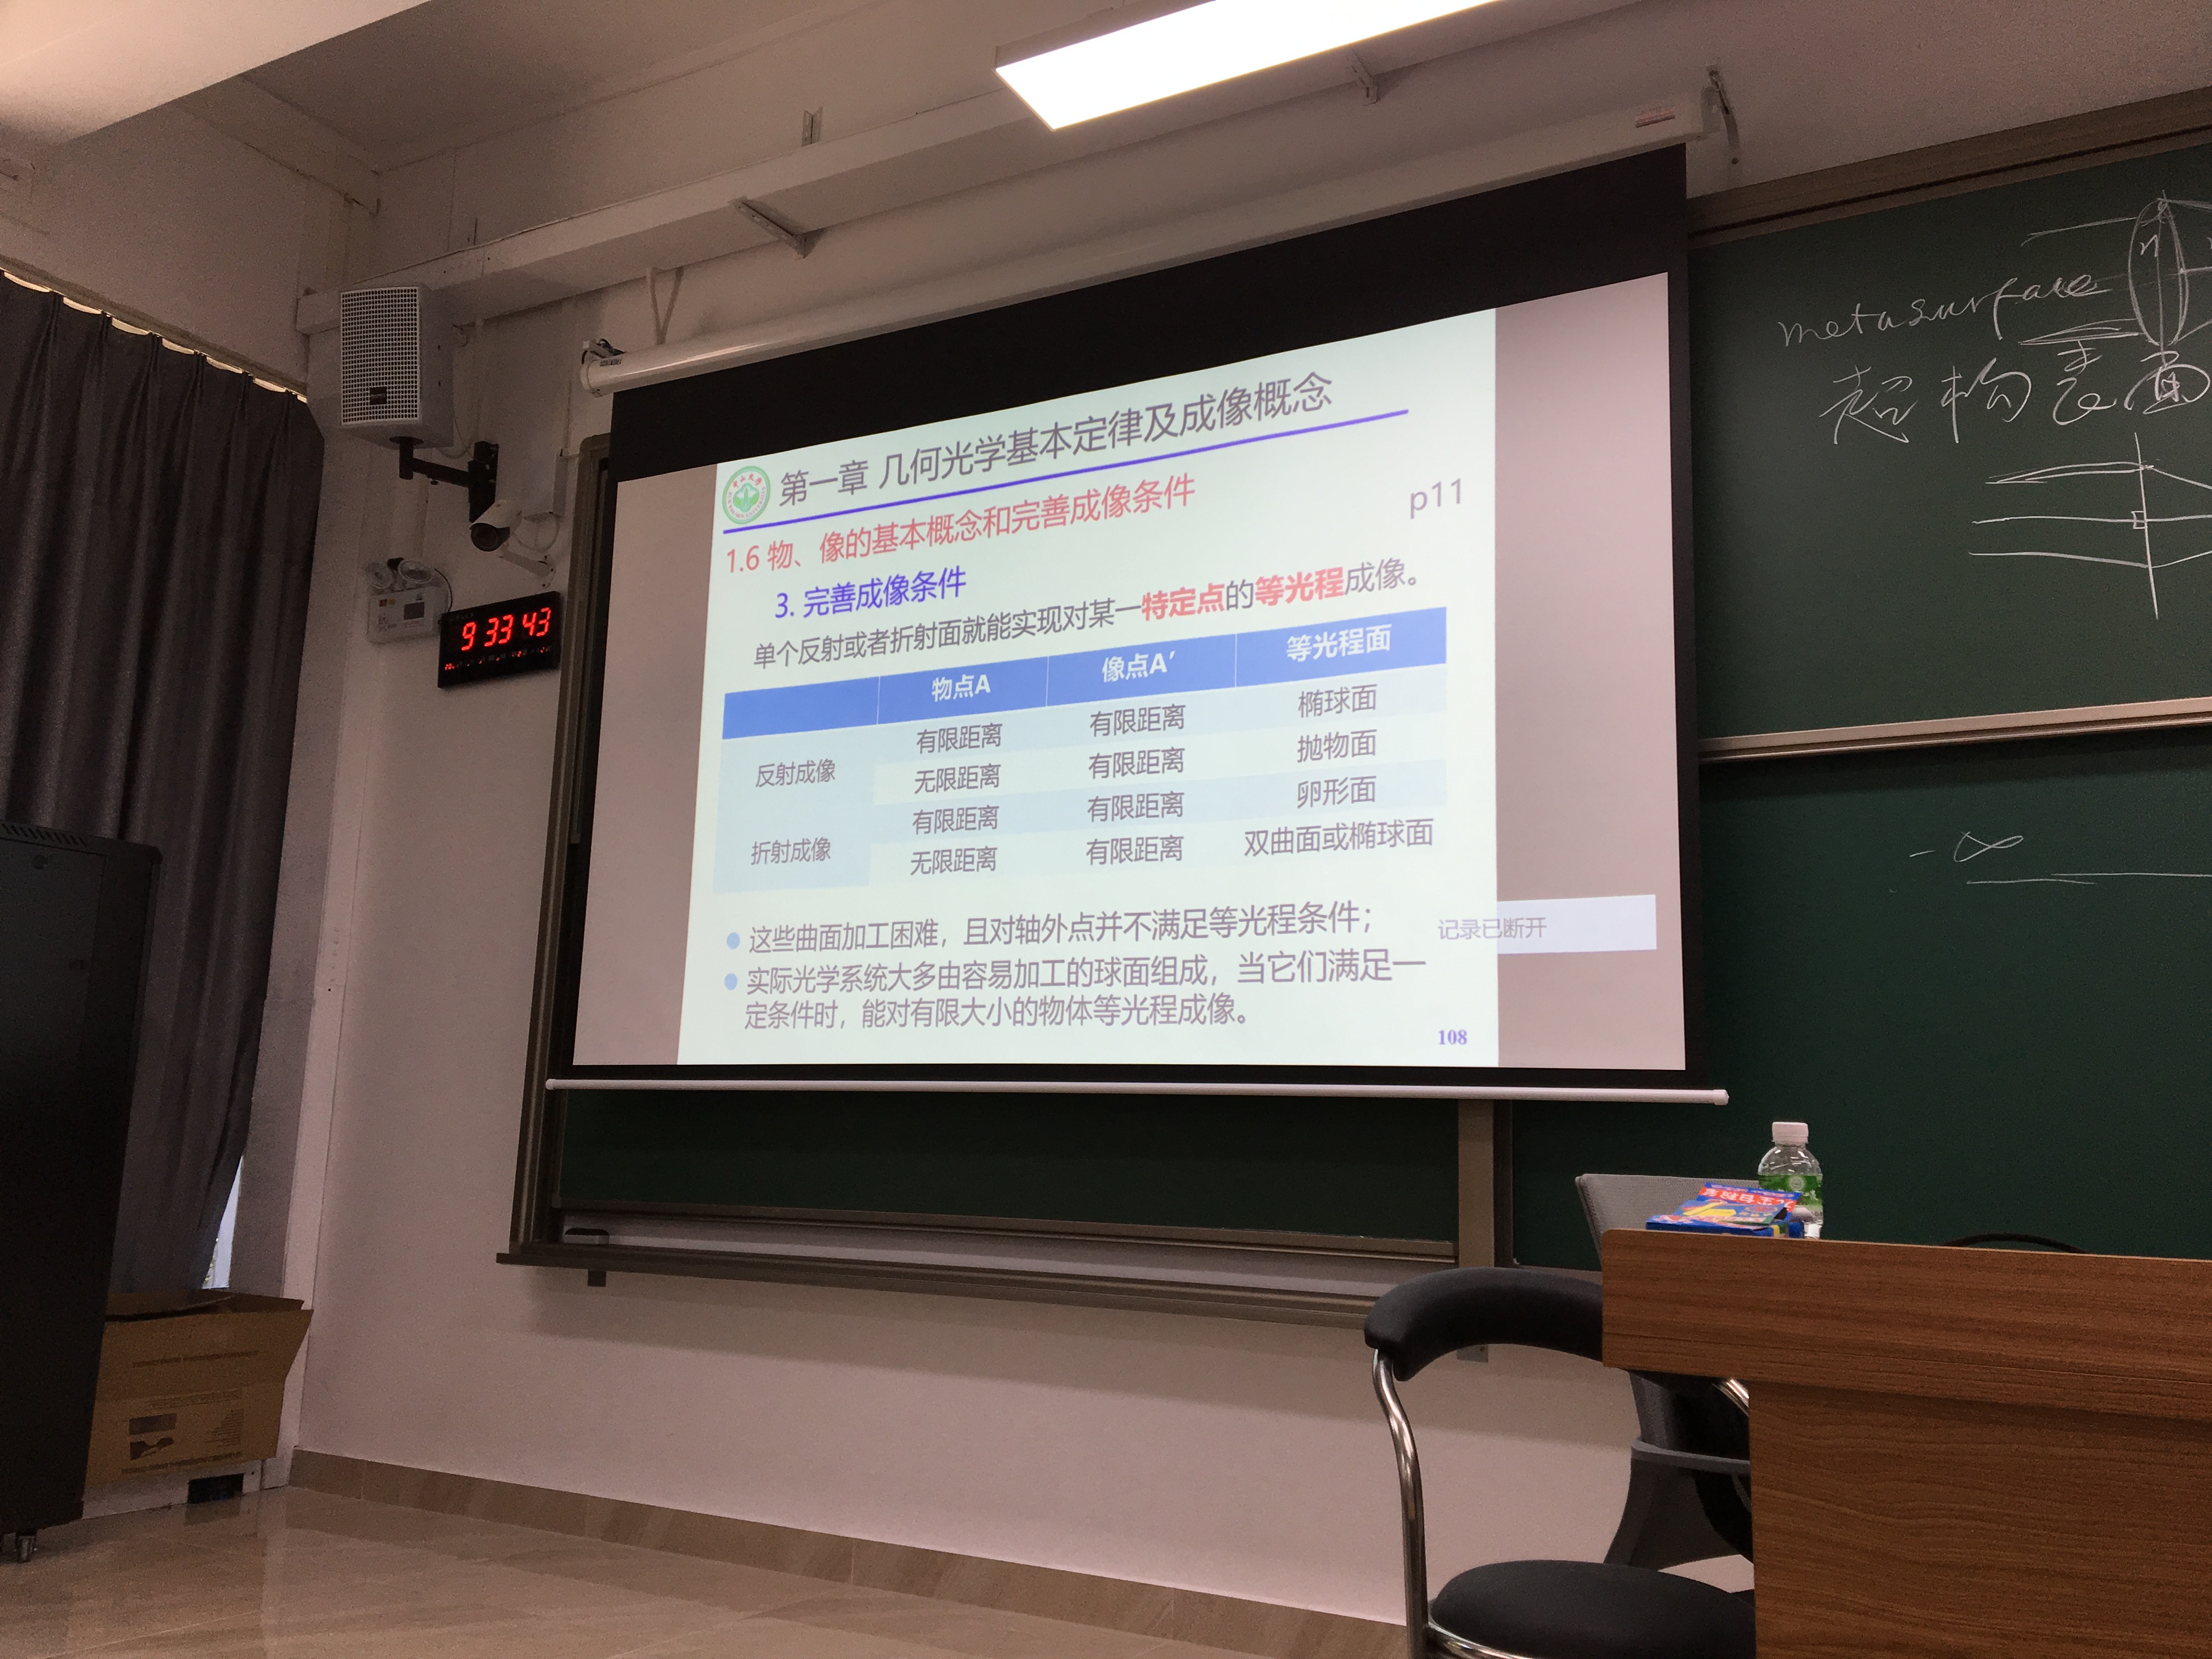 第一章 几何光学基本定律及成像概念
1.6 物、像的基本概念和完善成像条件
p11
3. 完善成像条件
单个反射或者折射面就能实现对某一特定点的等光程成像。
物点A 像点A′ 等光程面
反射成像 有限距离 有限距离 椭球面
无限距离 有限距离 抛物面
折射成像 有限距离 有限距离 卵形面
无限距离 有限距离 双曲面或椭球面
这些曲面加工困难，且对轴外点并不满足等光程条件；
实际光学系统大多由容易加工的球面组成，当它们满足一
定条件时，能对有限大小的物体等光程成像。
108
记录已断开
9 33 43
metasurface
n
超构表面
-∞